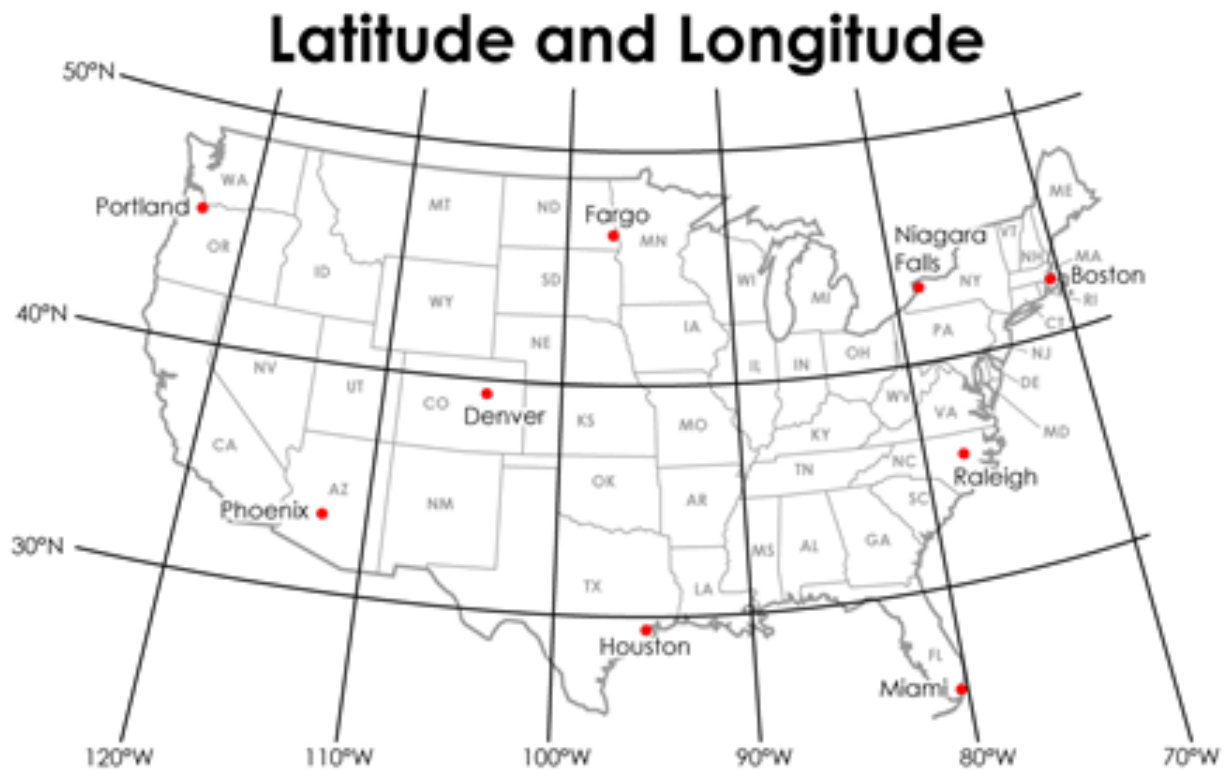 Latitude and Longitude
50°N
WA
ME
Portland
MT
ND
Fargo
MN
OR
VT
Niagara
Falls
NH
MA
ID
SD
WI
NY
Boston
WY
MI
RI
40°N
IA
PA
CT
NE
OH
NJ
NV
UT
IL
IN
DE
CO
Denver
WV
VA
KS
MO
KY
MD
CA
TN
NC
Raleigh
AZ
NM
OK
AR
SC
Phoenix
30°N
MS
AL
GA
TX
LA
Houston
FL
Miami
120°W
110°W
100°W
90°W
80°W
70°W